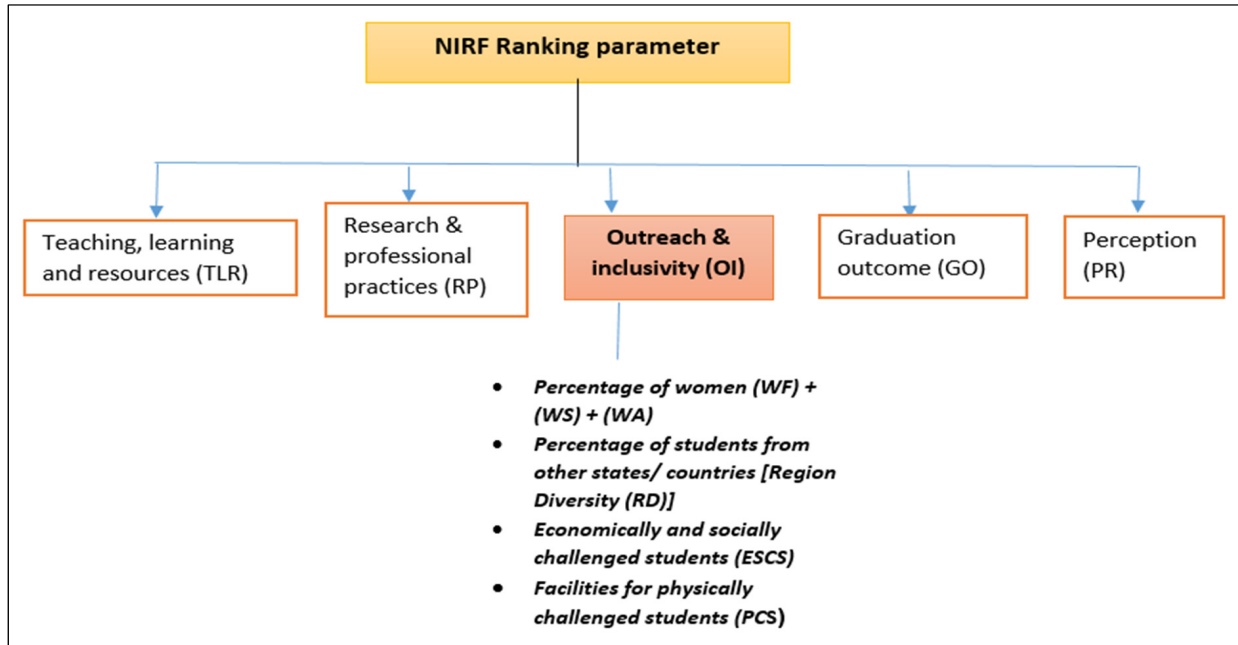 NIRF Ranking parameter
Teaching, learning
and resources (TLR)
Research &
professional
practices (RP)
Outreach &
inclusivity (OI)
Graduation
outcome (GO)
Perception
(PR)
• Percentage of women (WF) +
(WS) + (WA)
• Percentage of students from
other states/ countries [Region
Diversity (RD)]
• Economically and socially
challenged students (ESCS)
• Facilities for physically
challenged students (PCS)